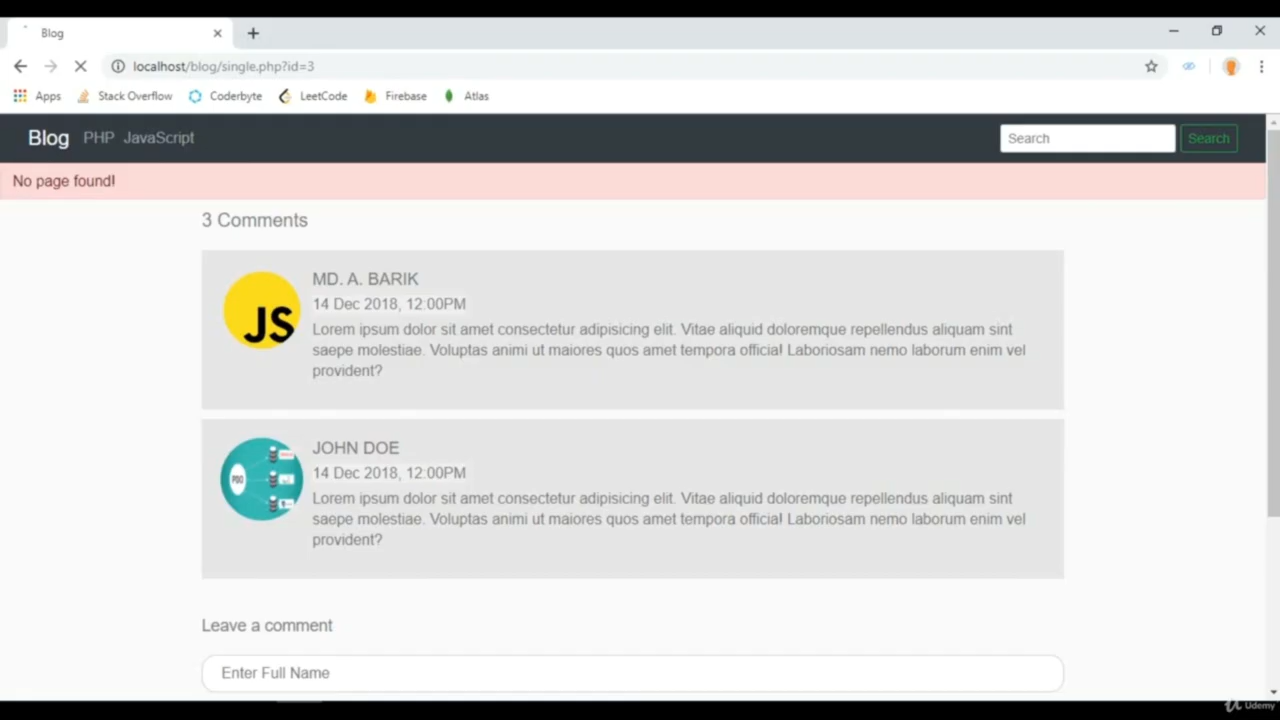 Blog
localhost/blog/single.php?id=3
Apps Stack Overflow Coderbyte LeetCode Firebase Atlas
Blog PHP JavaScript Search Search
No page found!
3 Comments
JS
MD. A. BARIK
14 Dec 2018, 12:00PM
Lorem ipsum dolor sit amet consectetur adipisicing elit. Vitae aliquid doloremque repellendus aliquam sint
saepe molestiae. Voluptas animi ut maiores quos amet tempora officia! Laboriosam nemo laborum enim vel
provident?
PDO
JOHN DOE
14 Dec 2018, 12:00PM
Lorem ipsum dolor sit amet consectetur adipisicing elit. Vitae aliquid doloremque repellendus aliquam sint
saepe molestiae. Voluptas animi ut maiores quos amet tempora officia! Laboriosam nemo laborum enim vel
provident?
Leave a comment
Enter Full Name
Udemy